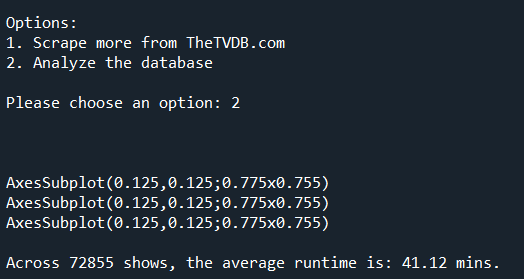 Options:
1. Scrape more from TheTVDB.com
2. Analyze the database
Please choose an option: 2
AxesSubplot(0.125,0.125;0.775x0.755)
AxesSubplot(0.125,0.125;0.775x0.755)
AxesSubplot(0.125,0.125;0.775x0.755)
Across 72855 shows, the average runtime is: 41.12 mins.